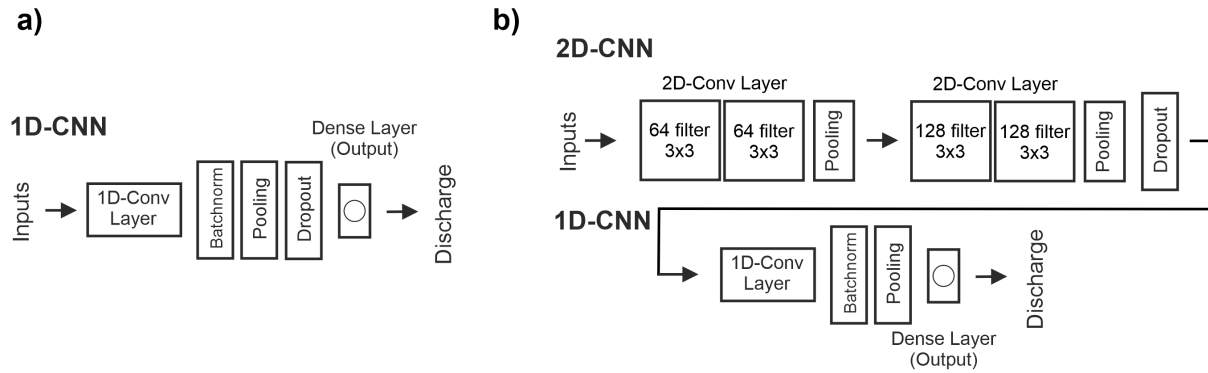 a)
1D-CNN
Inputs
1D-Conv
Layer
Batchnorm
Pooling
Dropout
Dense Layer
(Output)
Discharge
b)
2D-CNN
Inputs
2D-Conv Layer
64 filter
3x3
64 filter
3x3
Pooling
2D-Conv Layer
128 filter
3x3
128 filter
3x3
Pooling
Dropout
1D-CNN
1D-Conv
Layer
Batchnorm
Pooling
Dense Layer
(Output)
Discharge